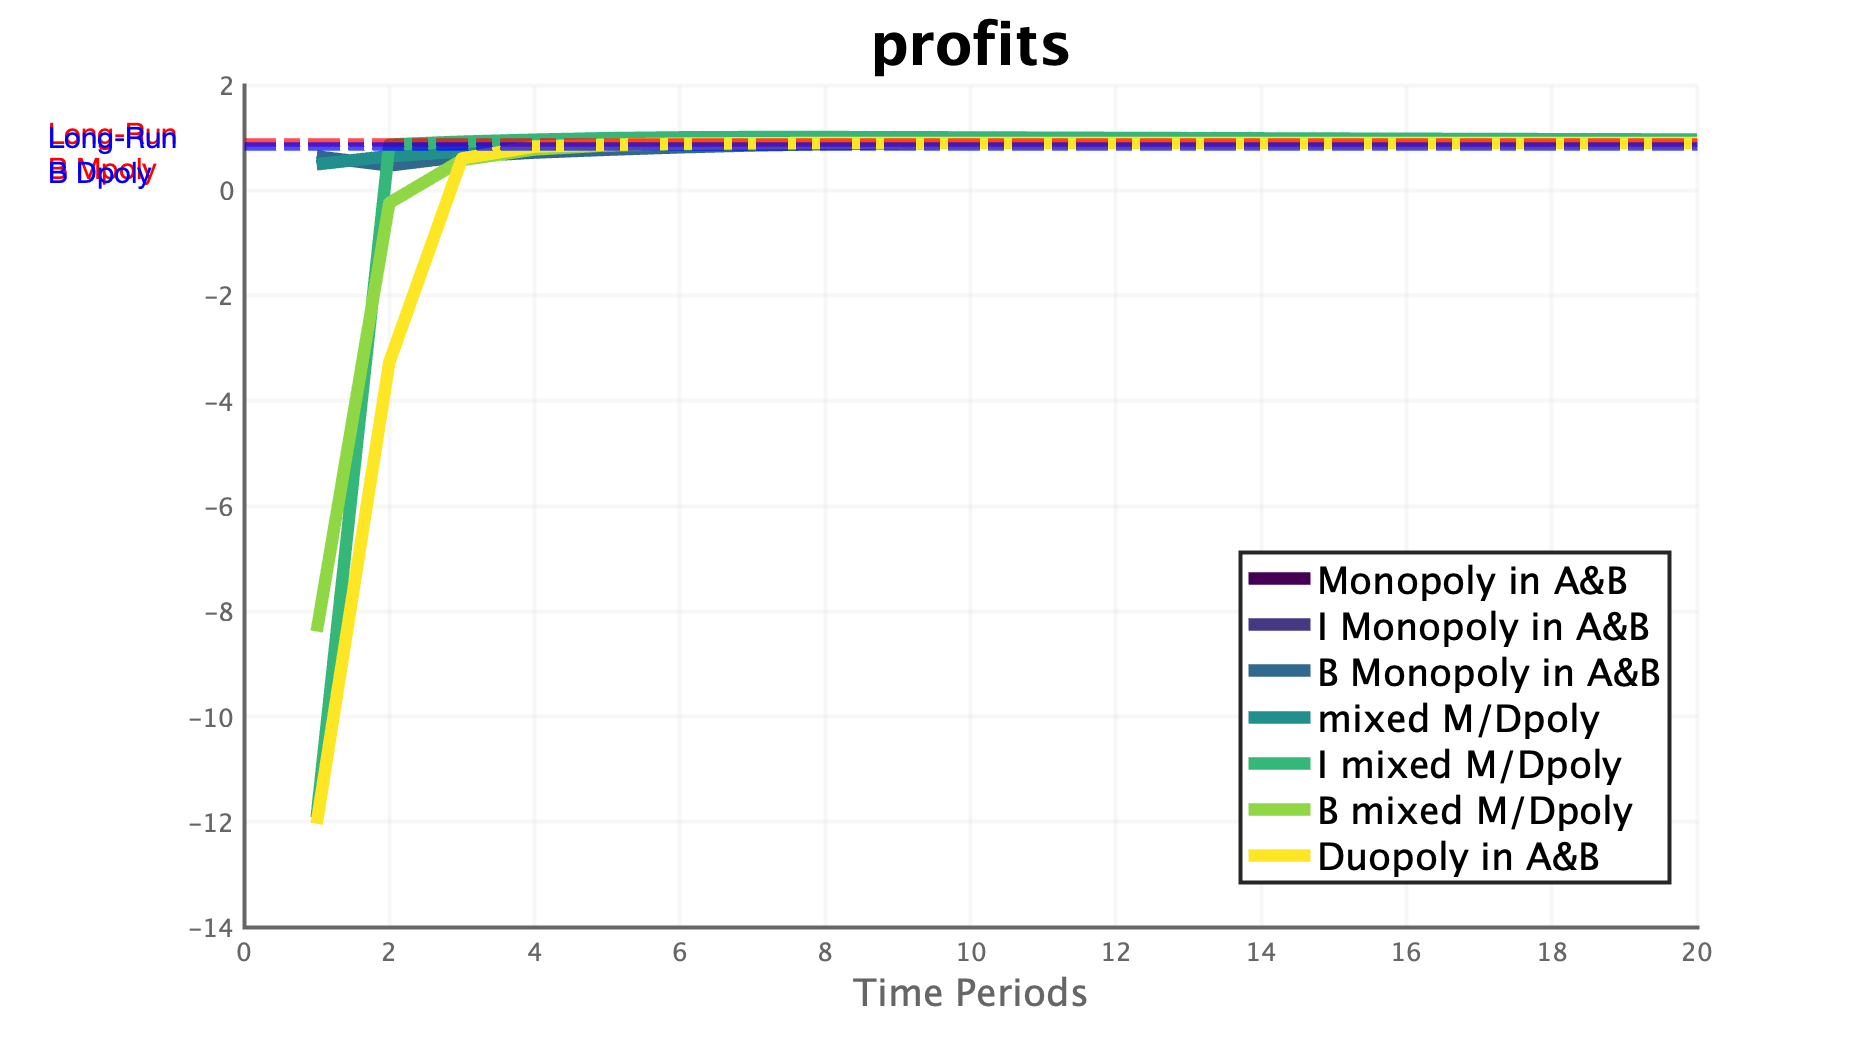 profits
2
0
−2
−4
−6
−8
−10
−12
−14
Long-Run
Long-Run
B Mpoly
B Dpoly
0 2 4 6 8 10 12 14 16 18 20
Time Periods
Monopoly in A&B
I Monopoly in A&B
B Monopoly in A&B
mixed M/Dpoly
I mixed M/Dpoly
B mixed M/Dpoly
Duopoly in A&B